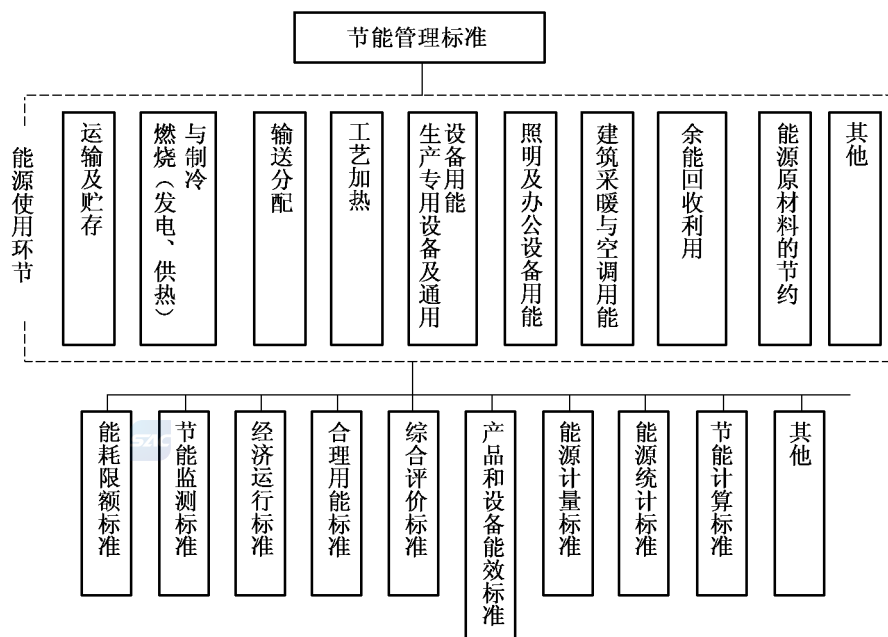 节能管理标准
能源使用环节
运输及贮存
燃烧（发电、供热）
与制冷
输送分配
工艺加热
生产专用设备及通用
设备用能
照明及办公设备用能
建筑采暖与空调用能
余能回收利用
能源原材料的节约
其他
能耗限额标准
节能监测标准
经济运行标准
合理用能标准
综合评价标准
产品和设备能效标准
能源计量标准
能源统计标准
节能计算标准
其他
SAC